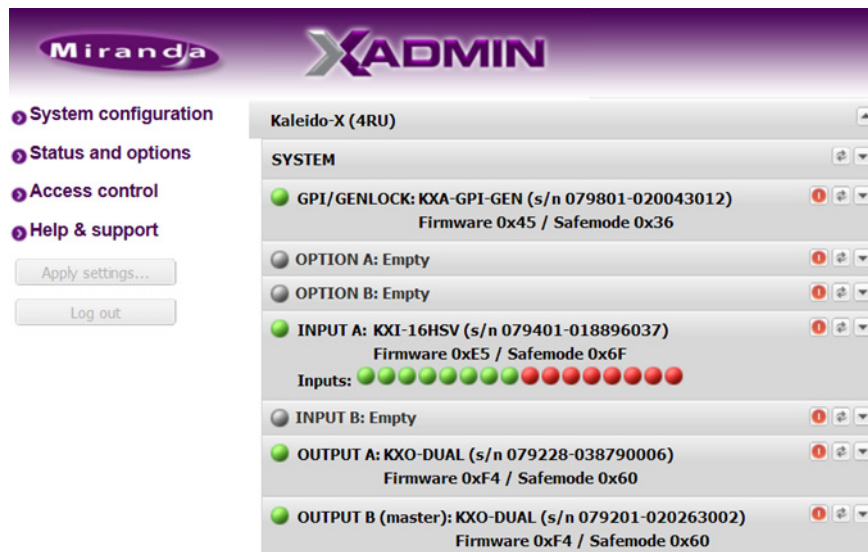 Miranda
XADMIN
System configuration
Status and options
Access control
Help & support
Apply settings...
Log out
Kaleido-X (4RU)
SYSTEM
GPI/GENLOCK: KXA-GPI-GEN (s/n 079801-020043012)
Firmware 0x45 / Safemode 0x36
OPTION A: Empty
OPTION B: Empty
INPUT A: KXI-16HSV (s/n 079401-018896037)
Firmware 0xE5 / Safemode 0x6F
Inputs:
INPUT B: Empty
OUTPUT A: KXO-DUAL (s/n 079228-038790006)
Firmware 0xF4 / Safemode 0x60
OUTPUT B (master): KXO-DUAL (s/n 079201-020263002)
Firmware 0xF4 / Safemode 0x60